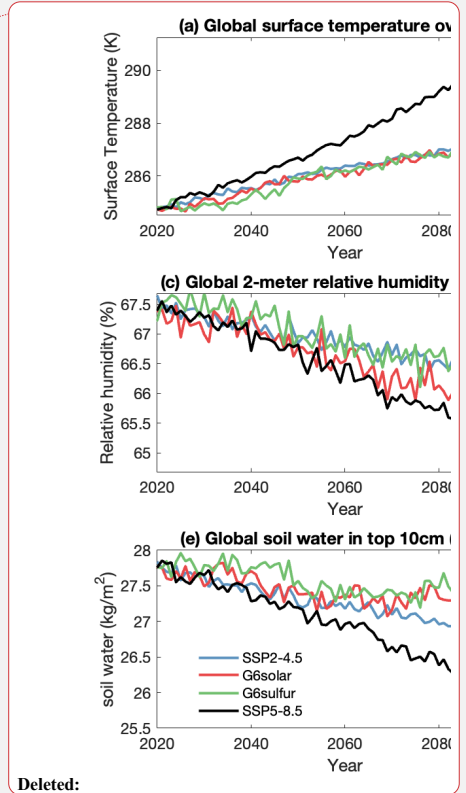 (a) Global surface temperature ov
Surface Temperature (K)
290
288
286
2020 2040 2060 2080
Year
(c) Global 2-meter relative humidity
Relative humidity (%)
67.5
67
66.5
66
65.5
65
2020 2040 2060 2080
Year
(e) Global soil water in top 10cm (
soil water (kg/m²)
28
27.5
27
26.5
26
25.5
SSP2-4.5
G6solar
G6sulfur
SSP5-8.5
2020 2040 2060 2080
Year
Deleted: